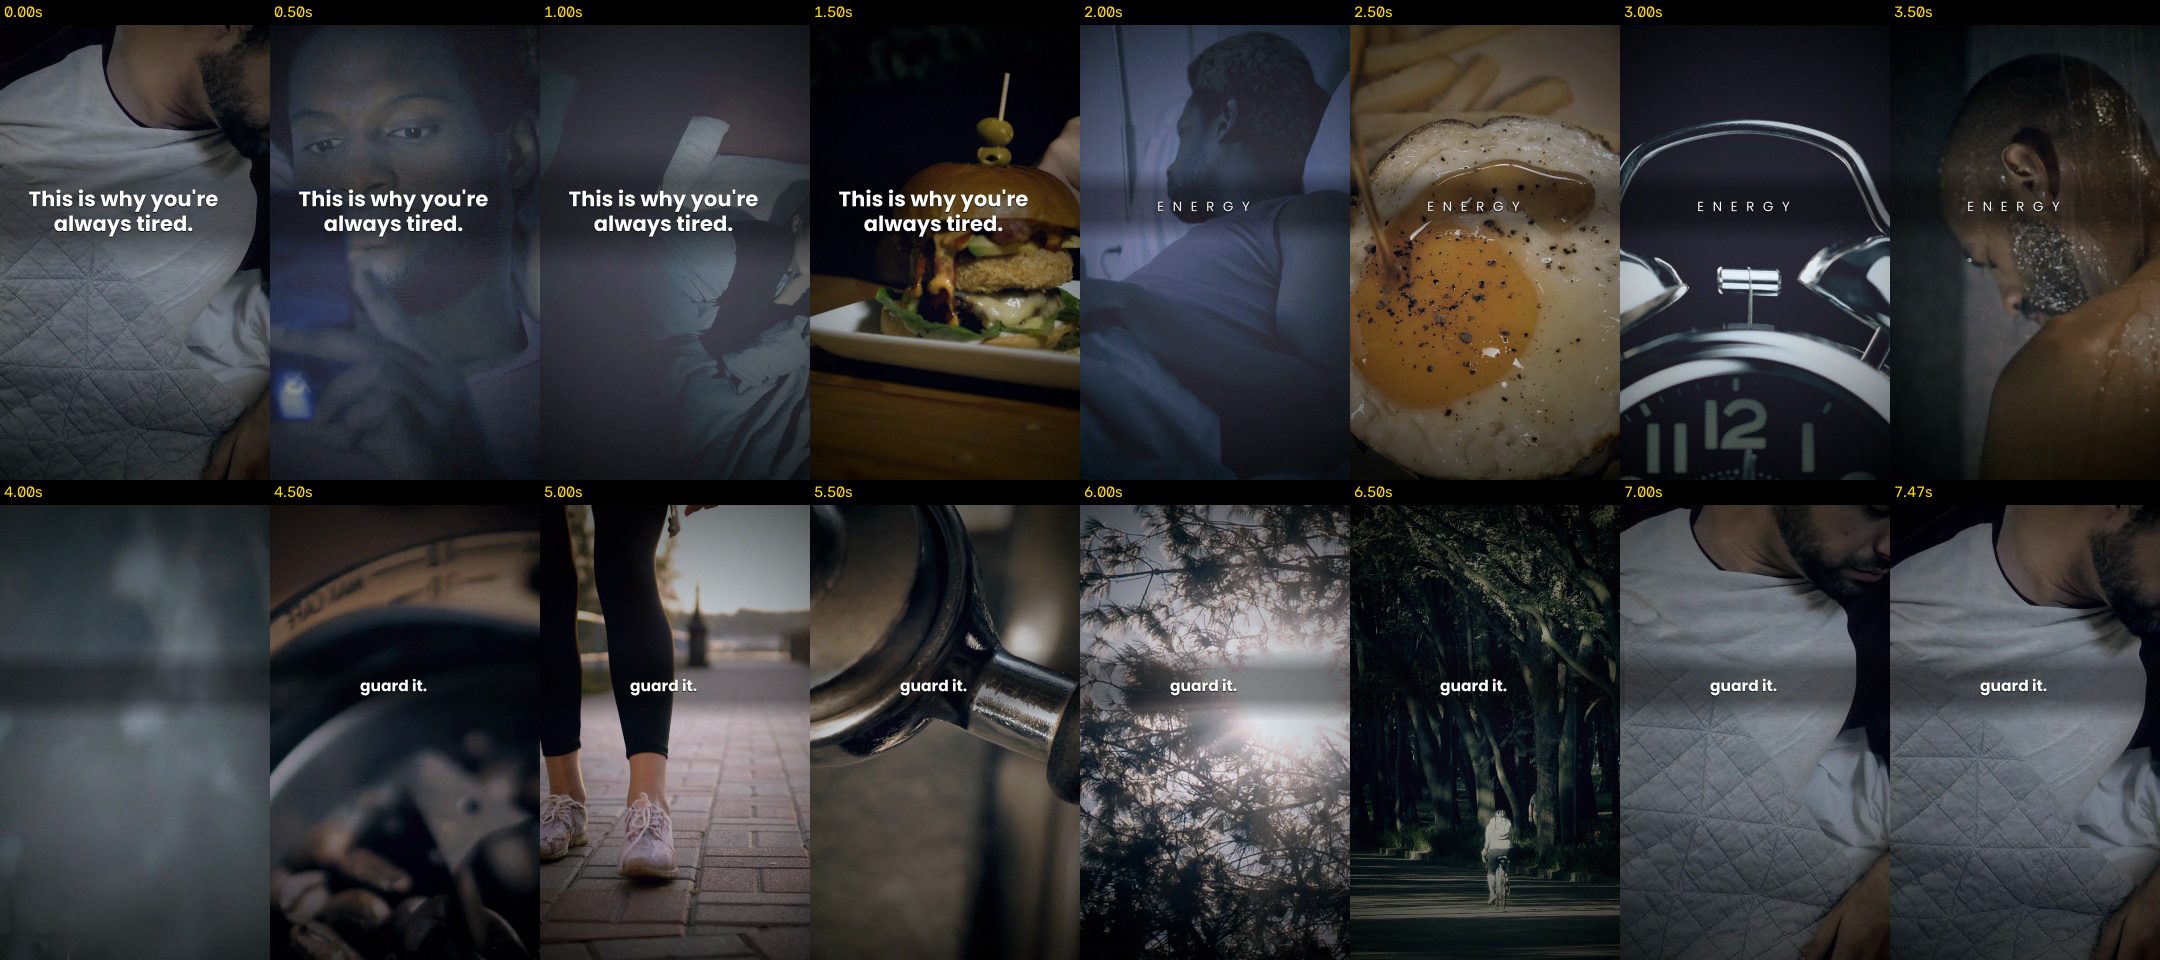 0.00s
0.50s
1.00s
1.50s
2.00s
2.50s
3.00s
3.50s
This is why you're
always tired.
This is why you're
always tired.
This is why you're
always tired.
This is why you're
always tired.
ENERGY
ENERGY
ENERGY
ENERGY
12
4.00s
4.50s
5.00s
5.50s
6.00s
6.50s
7.00s
7.47s
guard it.
guard it.
guard it.
guard it.
guard it.
guard it.
guard it.